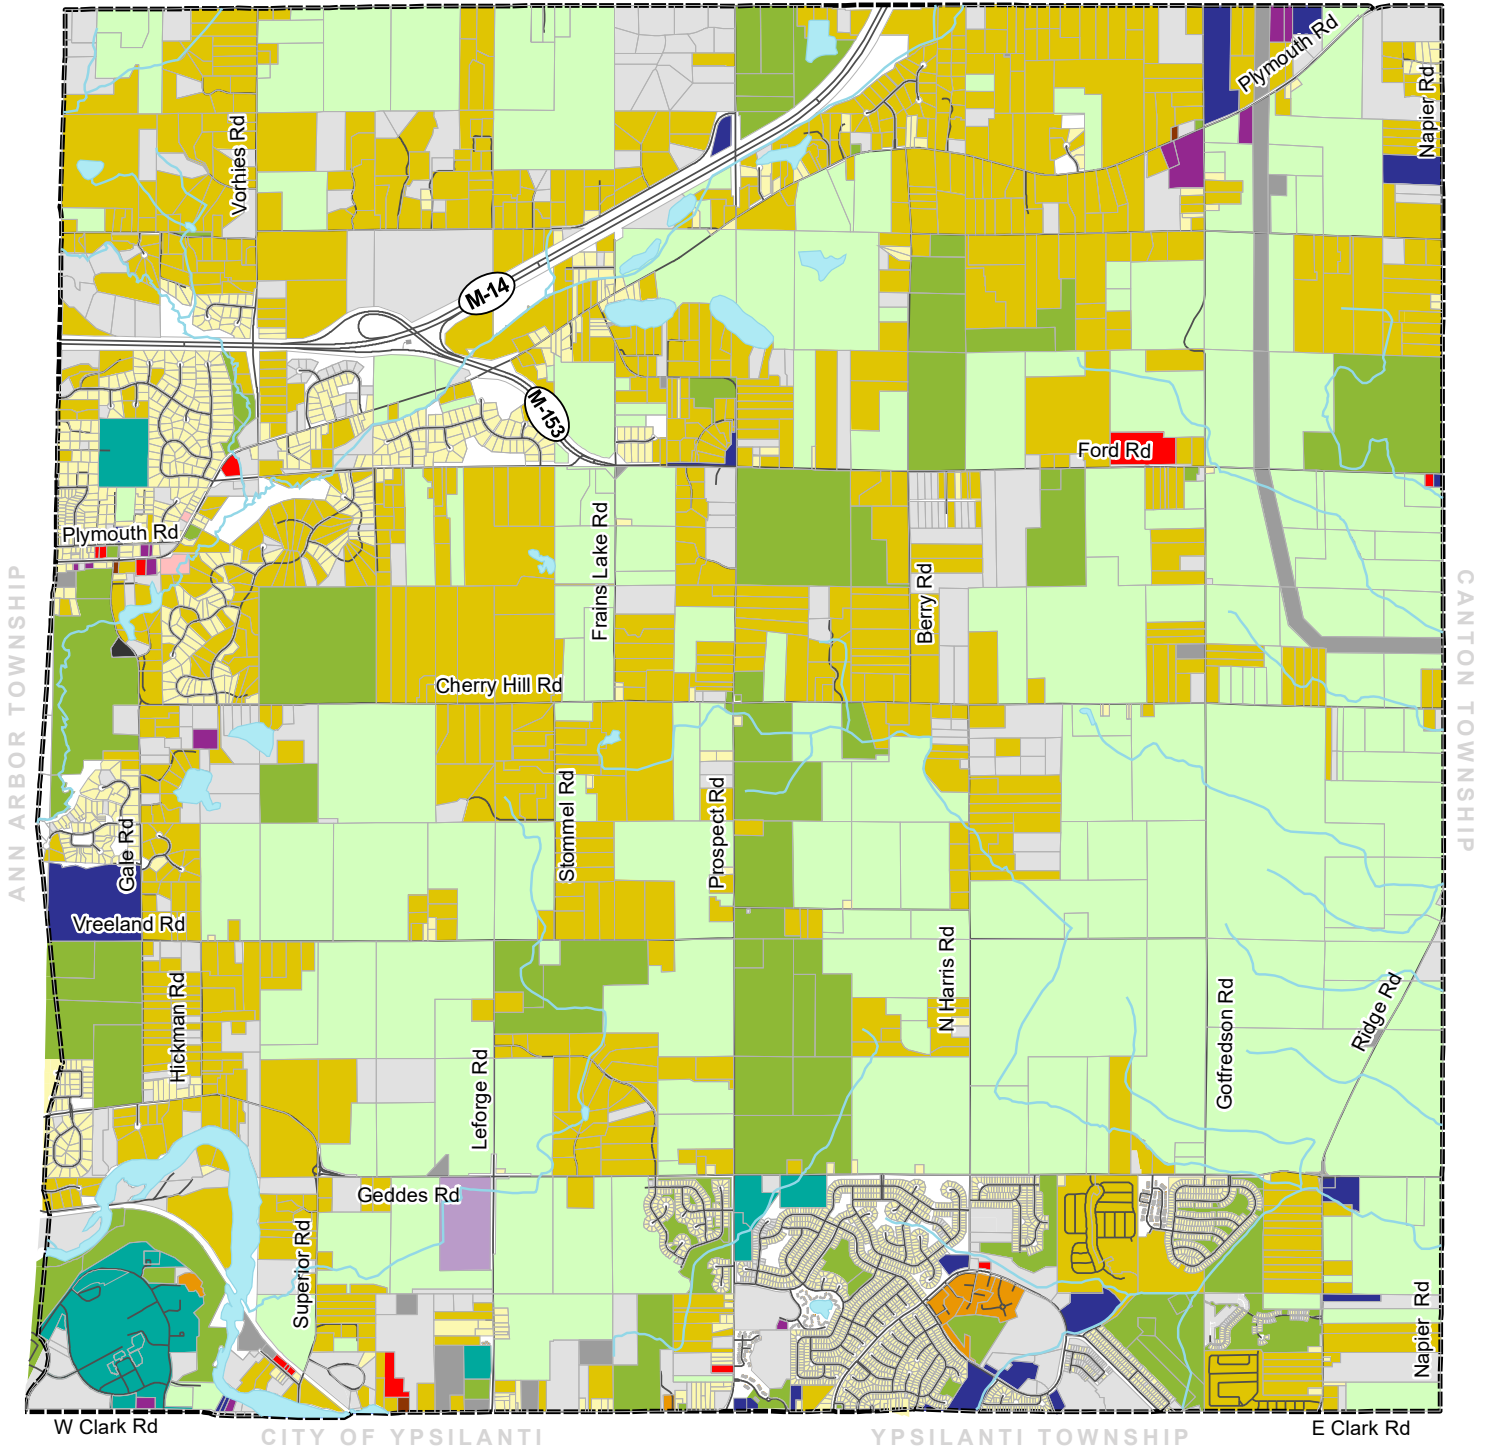 Plymouth Rd
Napier Rd
Vorhies Rd
M-14
M-153
Ford Rd
Plymouth Rd
Frains Lake Rd
Berry Rd
ANN ARBOR TOWNSHIP
CANTON TOWNSHIP
Cherry Hill Rd
Stommel Rd
Prospect Rd
Gale Rd
Vreeland Rd
Hickman Rd
N Harris Rd
Gotfredson Rd
Ridge Rd
Leforge Rd
Geddes Rd
Superior Rd
Napier Rd
W Clark Rd
E Clark Rd
CITY OF YPSILANTI
YPSILANTI TOWNSHIP